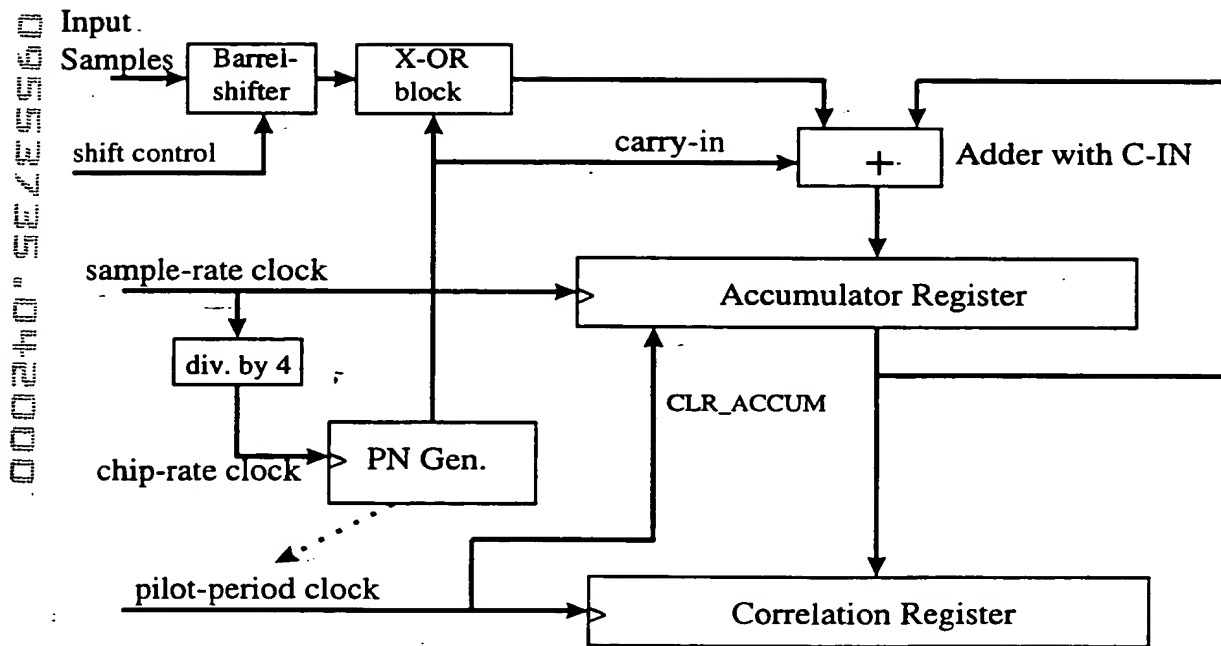 Input
Samples
Barrel-
shifter
X-OR
block
shift control
carry-in
+
Adder with C-IN
sample-rate clock
Accumulator Register
div. by 4
CLR_ACCUM
PN Gen.
chip-rate clock
pilot-period clock
Correlation Register